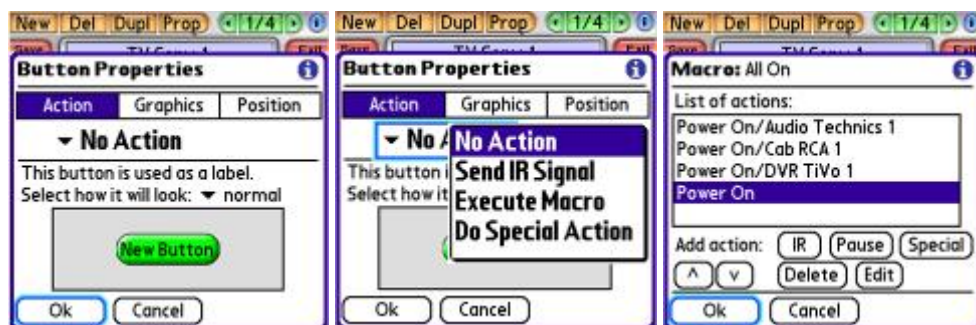 New Del Dupl Prop 1/4
Button Properties
Action Graphics Position
No Action
This button is used as a label.
Select how it will look: normal
New Button
Ok Cancel
New Del Dupl Prop 1/4
Button Properties
Action Graphics Position
No A
No Action
Send IR Signal
Execute Macro
Do Special Action
This button i
Select how it
Ok Cancel
New Del Dupl Prop 1/4
Macro: All On
List of actions:
Power On/Audio Technics 1
Power On/Cab RCA 1
Power On/DVR TiVo 1
Power On
Add action: IR Pause Special
^ v Delete Edit
Ok Cancel